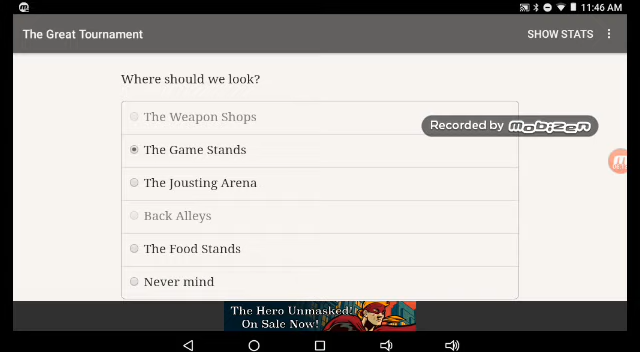 11:46 AM
The Great Tournament
SHOW STATS
Where should we look?
The Weapon Shops
Recorded by mobizen
The Game Stands
The Jousting Arena
Back Alleys
The Food Stands
Never mind
The Hero Unmasked!
On Sale Now!